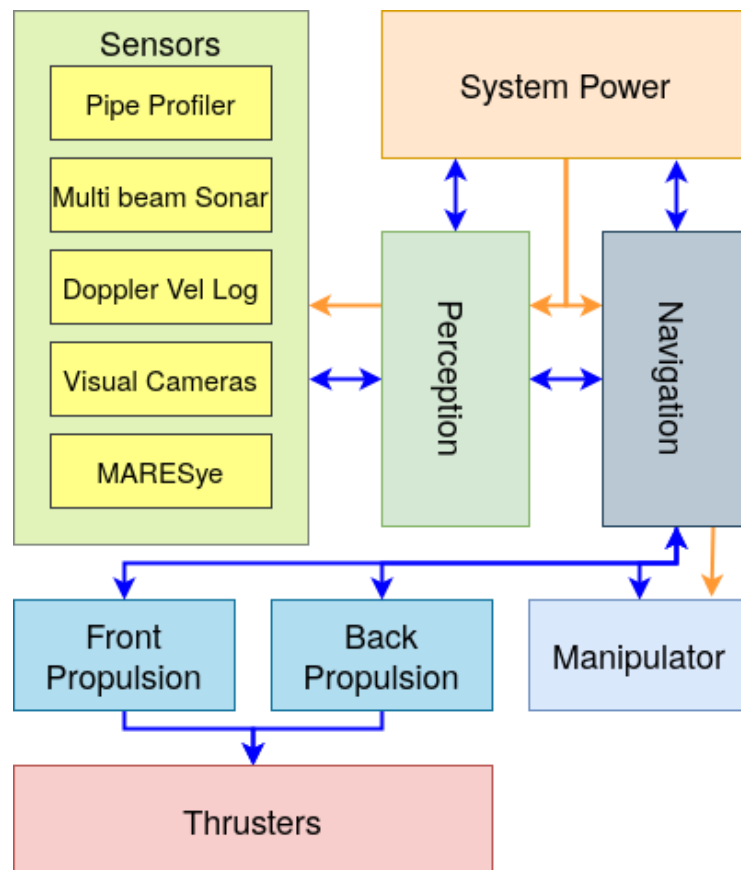 Sensors
Pipe Profiler
Multi beam Sonar
Doppler Vel Log
Visual Cameras
MARESye
System Power
Perception
Navigation
Front
Propulsion
Back
Propulsion
Manipulator
Thrusters